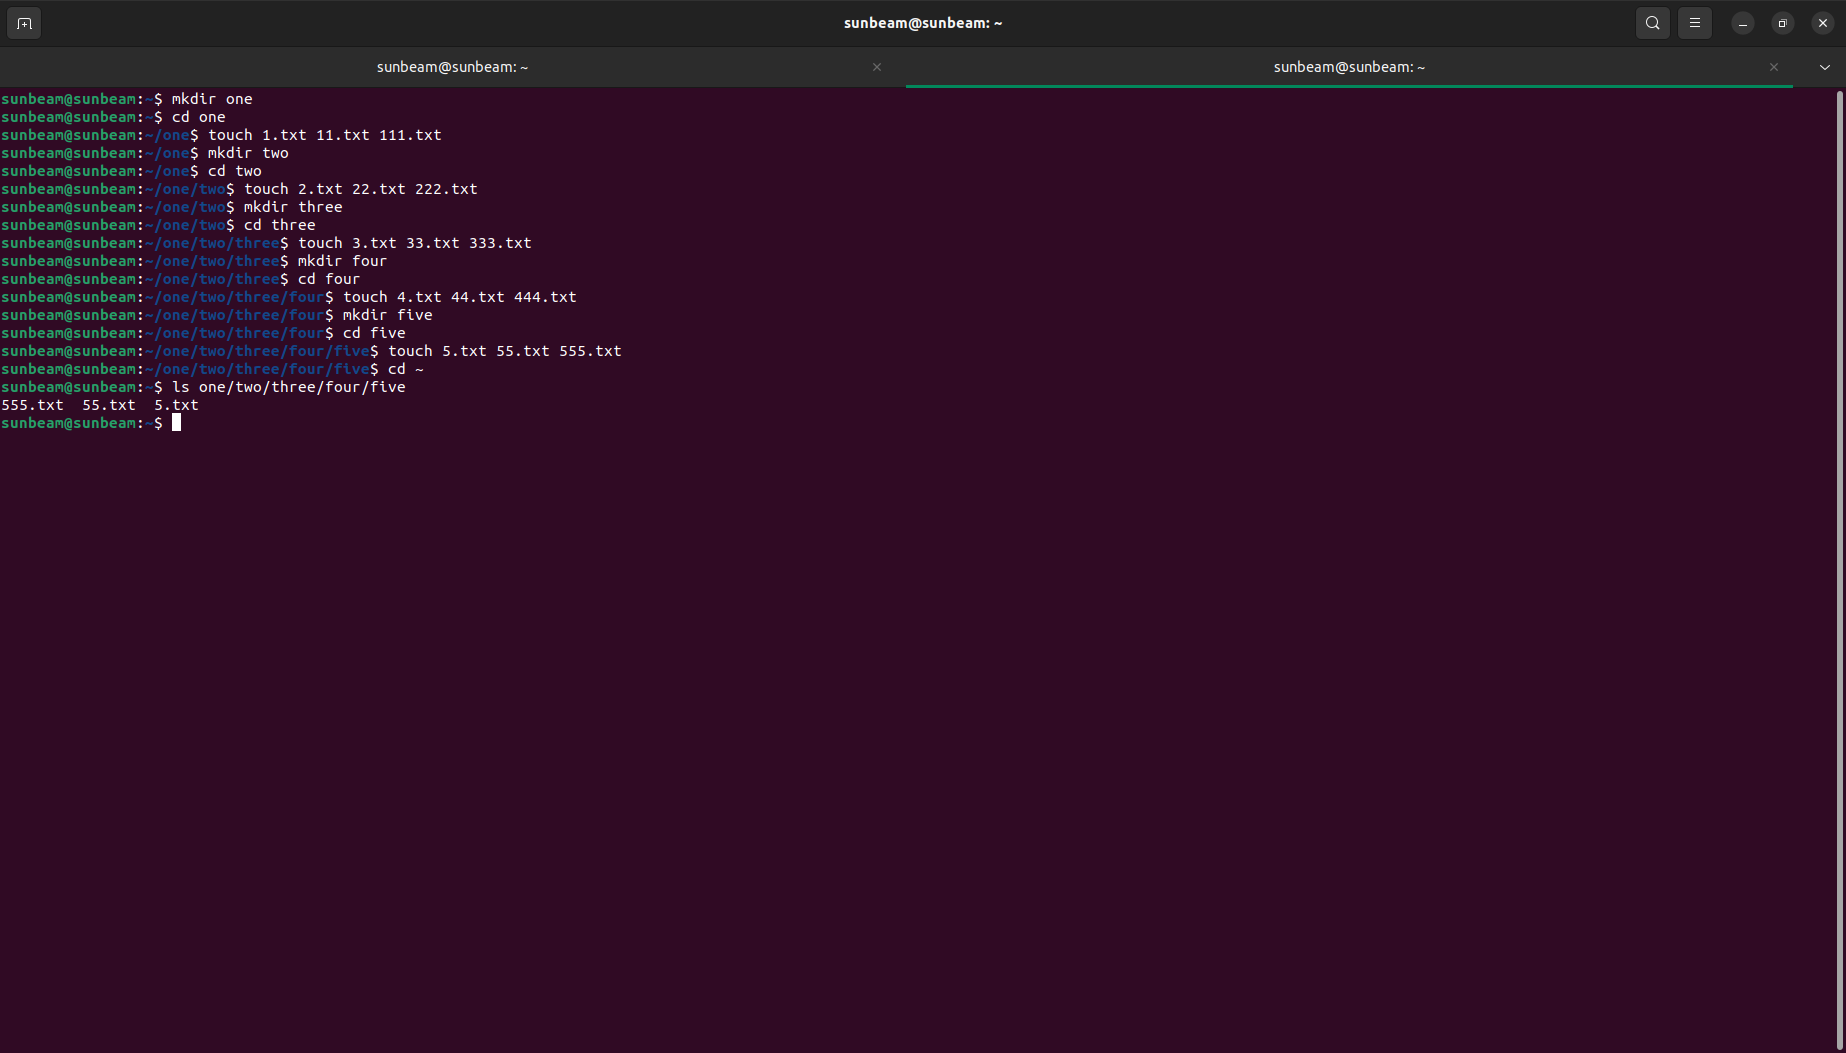 sunbeam@sunbeam: ~
sunbeam@sunbeam: ~
sunbeam@sunbeam: ~
sunbeam@sunbeam:~$ mkdir one
sunbeam@sunbeam:~$ cd one
sunbeam@sunbeam:~/one$ touch 1.txt 11.txt 111.txt
sunbeam@sunbeam:~/one$ mkdir two
sunbeam@sunbeam:~/one$ cd two
sunbeam@sunbeam:~/one/two$ touch 2.txt 22.txt 222.txt
sunbeam@sunbeam:~/one/two$ mkdir three
sunbeam@sunbeam:~/one/two$ cd three
sunbeam@sunbeam:~/one/two/three$ touch 3.txt 33.txt 333.txt
sunbeam@sunbeam:~/one/two/three$ mkdir four
sunbeam@sunbeam:~/one/two/three$ cd four
sunbeam@sunbeam:~/one/two/three/four$ touch 4.txt 44.txt 444.txt
sunbeam@sunbeam:~/one/two/three/four$ mkdir five
sunbeam@sunbeam:~/one/two/three/four$ cd five
sunbeam@sunbeam:~/one/two/three/four/five$ touch 5.txt 55.txt 555.txt
sunbeam@sunbeam:~/one/two/three/four/five$ cd ~
sunbeam@sunbeam:~$ ls one/two/three/four/five
555.txt  55.txt  5.txt
sunbeam@sunbeam:~$